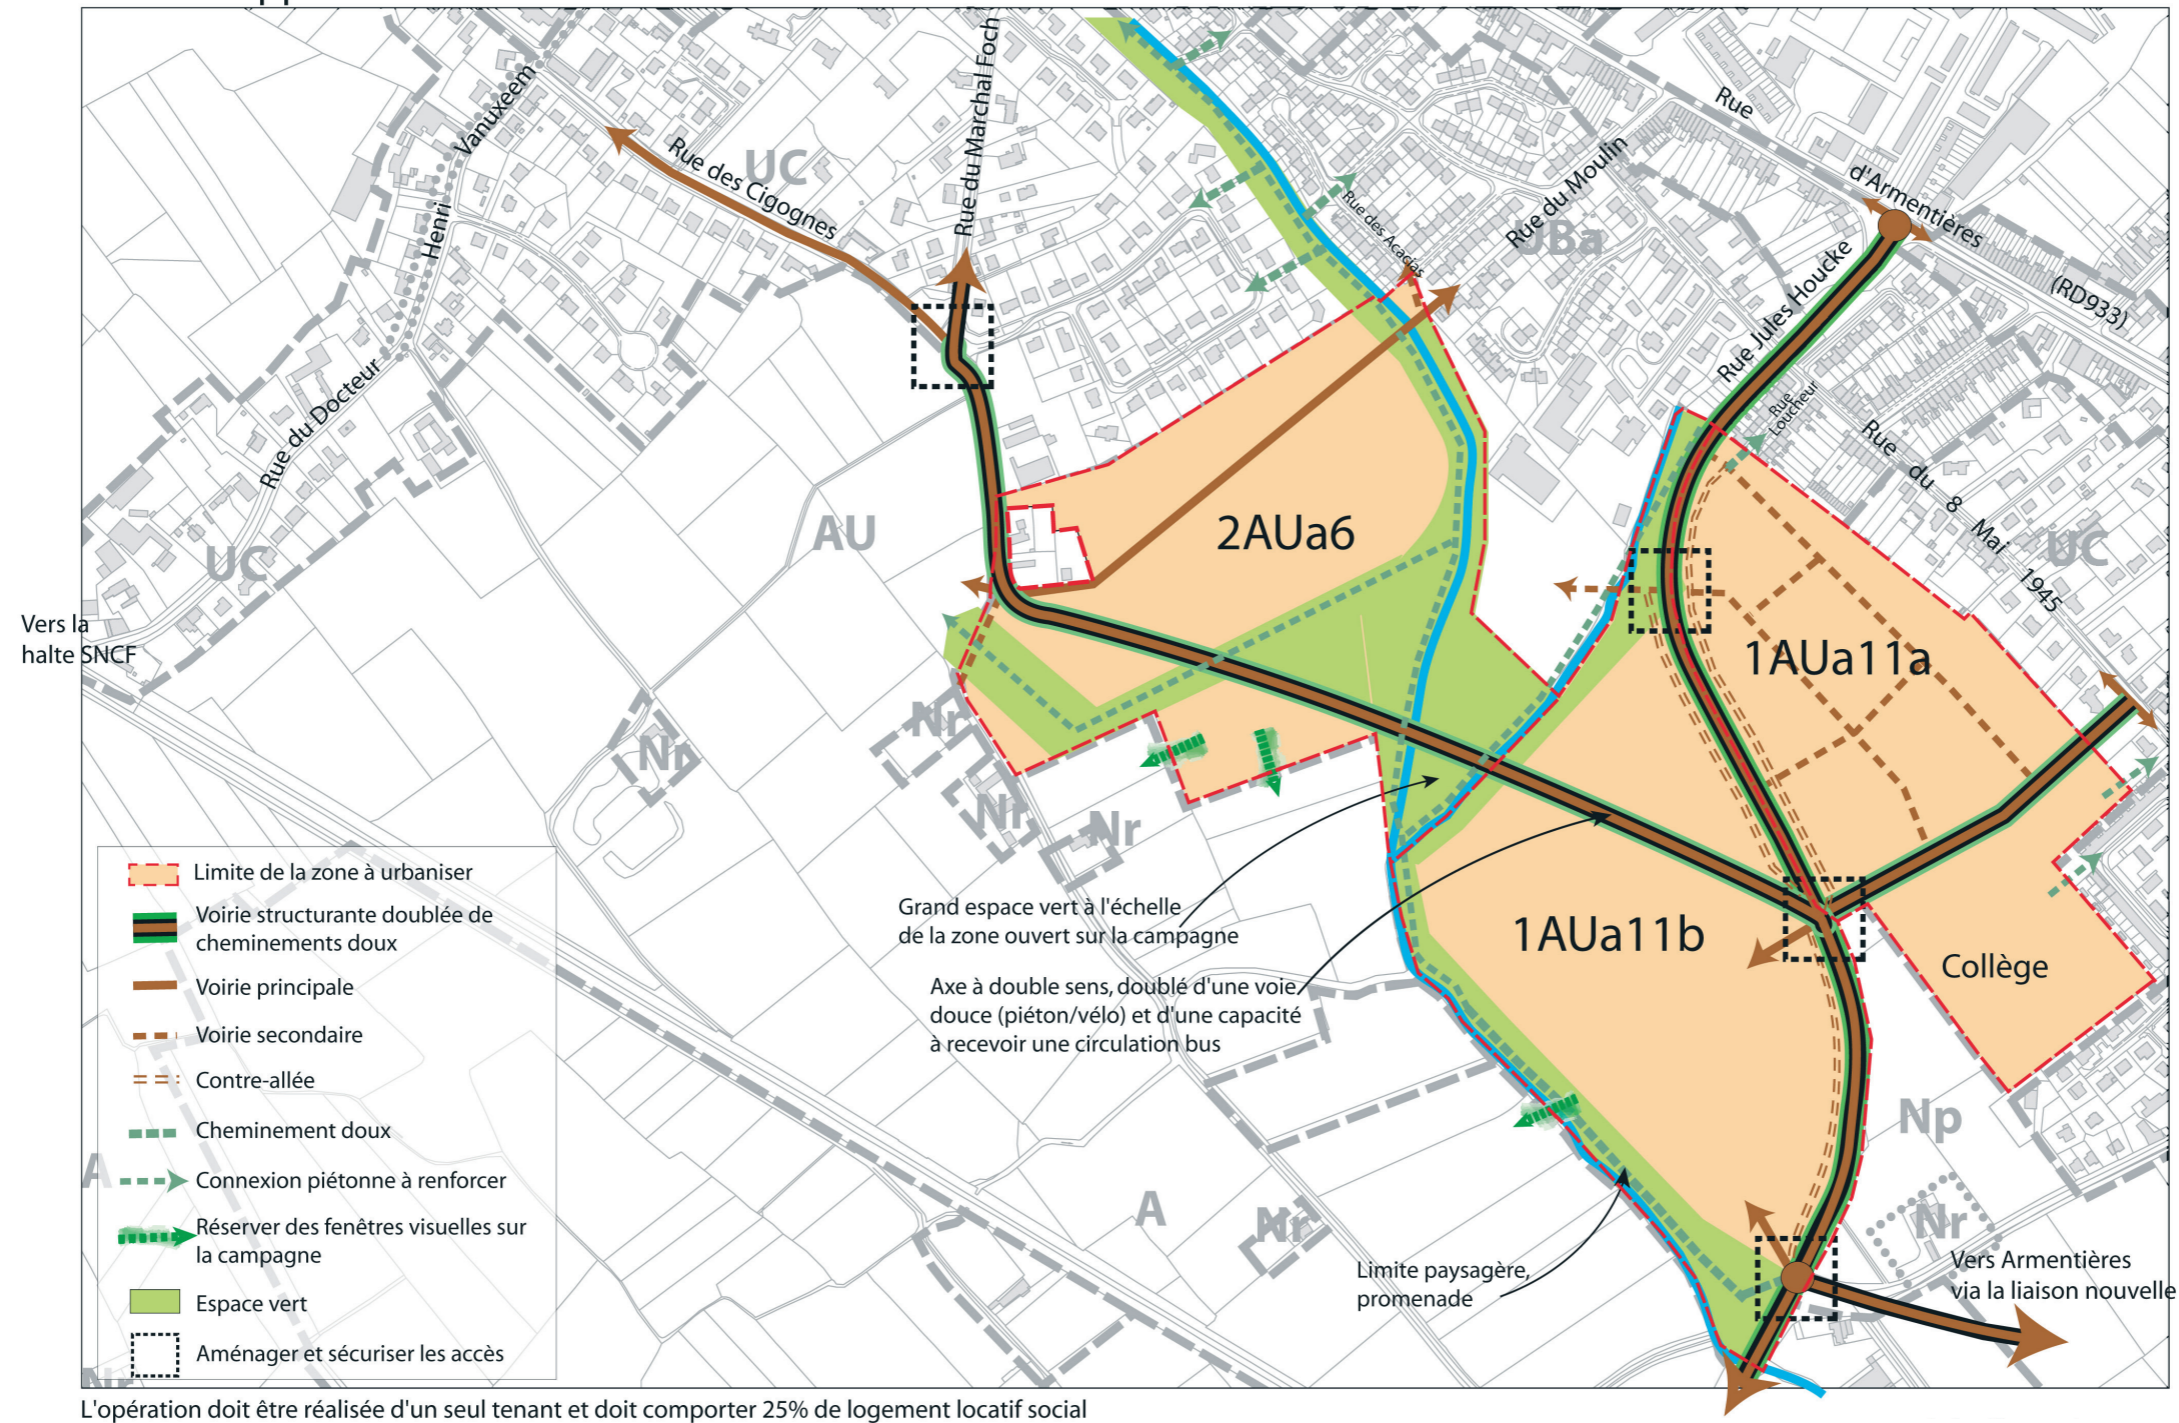 Vanuxeem
Henri
Rue du Docteur
Rue des Cigognes
UC
Rue du Marchal Foch
Rue des Acacias
Rue du Moulin
UBa
Rue
d'Armentières
(RD933)
Rue Jules Houcke
Rue
Loucheur
Rue du 8 Mai 1945
UC
UC
AU
2AUa6
1AUa11a
Vers la
halte SNCF
Nr
Nr
Nr
Nr
1AUa11b
Collège
Grand espace vert à l'échelle
de la zone ouvert sur la campagne
Axe à double sens, doublé d'une voie
douce (piéton/vélo) et d'une capacité
à recevoir une circulation bus
Np
A
Nr
Nr
Limite paysagère,
promenade
Vers Armentières
via la liaison nouvelle
Limite de la zone à urbaniser
Voirie structurante doublée de
cheminements doux
Voirie principale
Voirie secondaire
Contre-allée
Cheminement doux
A
Connexion piétonne à renforcer
Réserver des fenêtres visuelles sur
la campagne
Espace vert
Aménager et sécuriser les accès
Nr
L'opération doit être réalisée d'un seul tenant et doit comporter 25% de logement locatif social